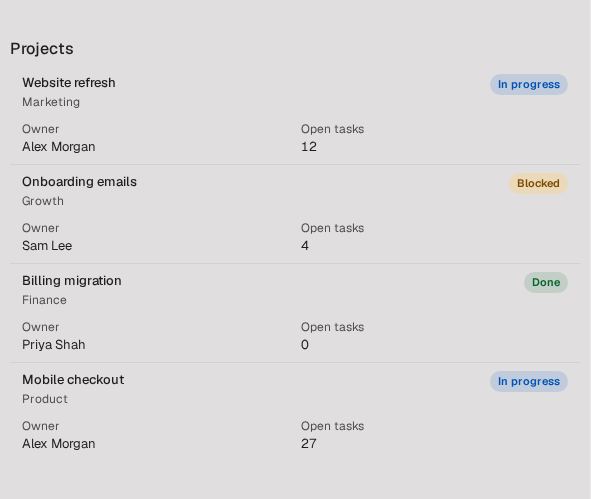 Projects
Website refresh
In progress
Marketing
Owner
Open tasks
Alex Morgan
12
Onboarding emails
Blocked
Growth
Owner
Open tasks
Sam Lee
4
Billing migration
Done
Finance
Owner
Open tasks
Priya Shah
0
Mobile checkout
In progress
Product
Owner
Open tasks
Alex Morgan
27